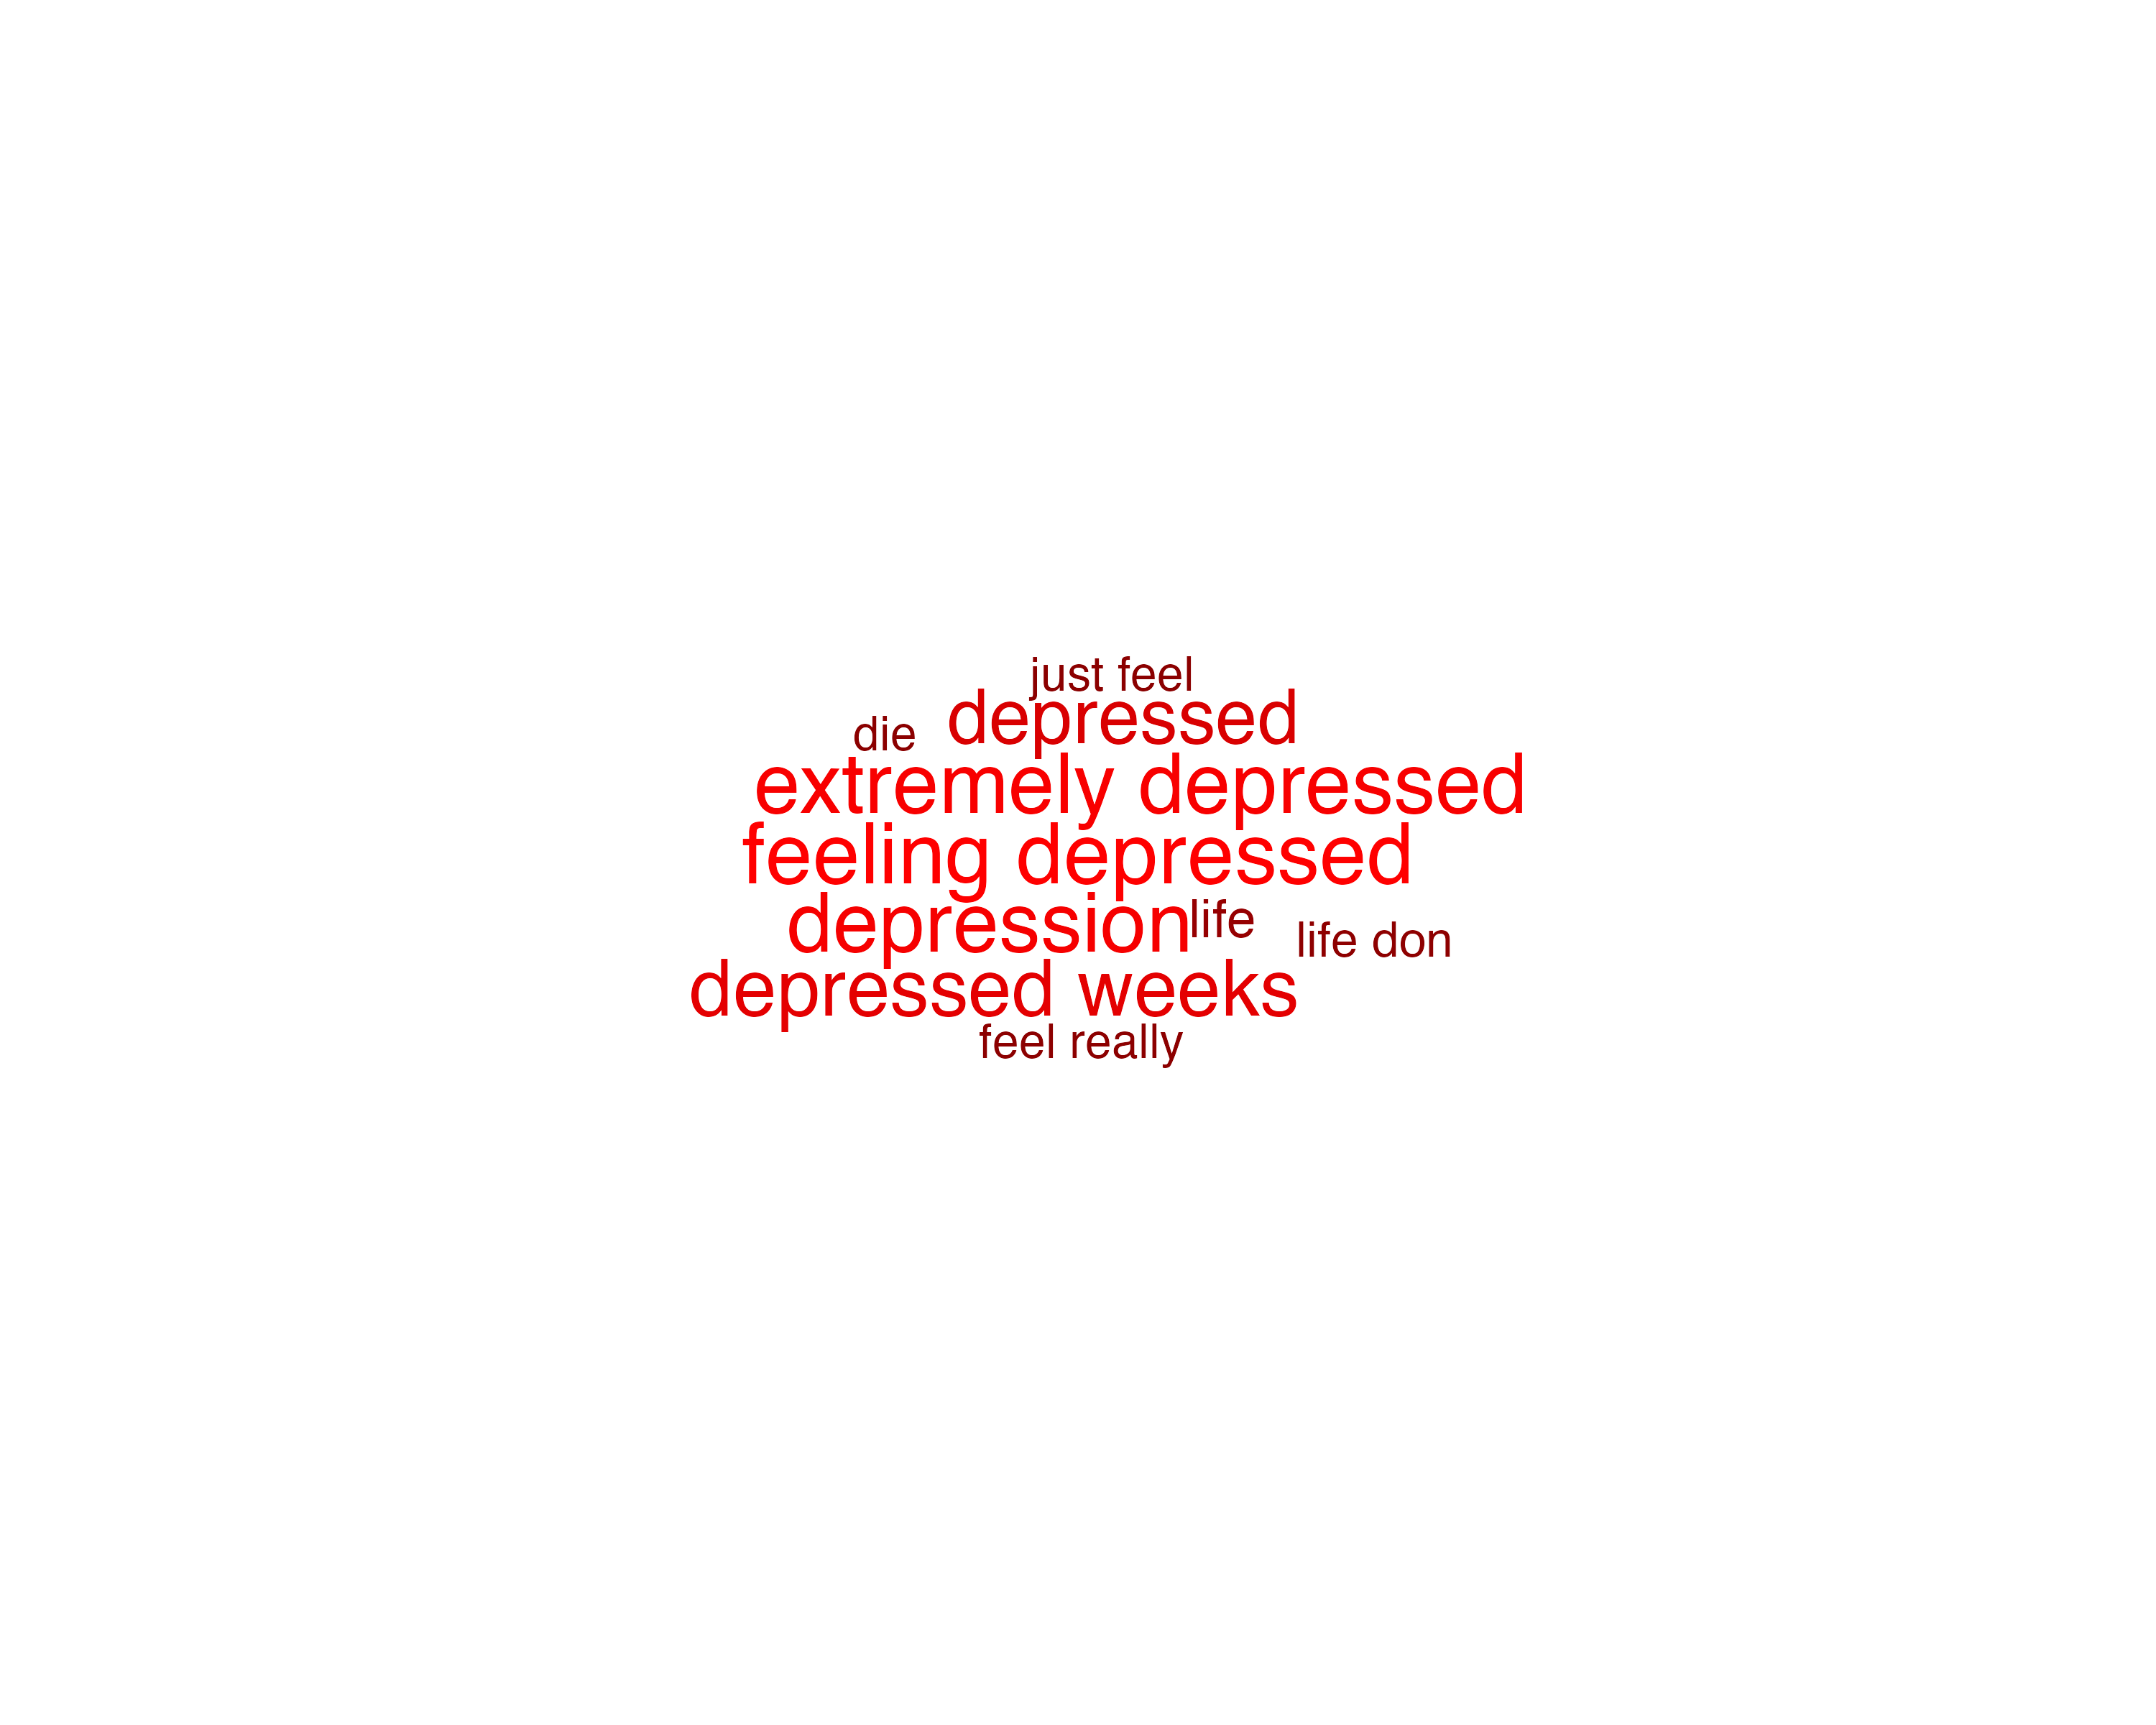 just feel
depressed
die
extremely depressed
feeling depressed
depression
life
life don
depressed weeks
feel really